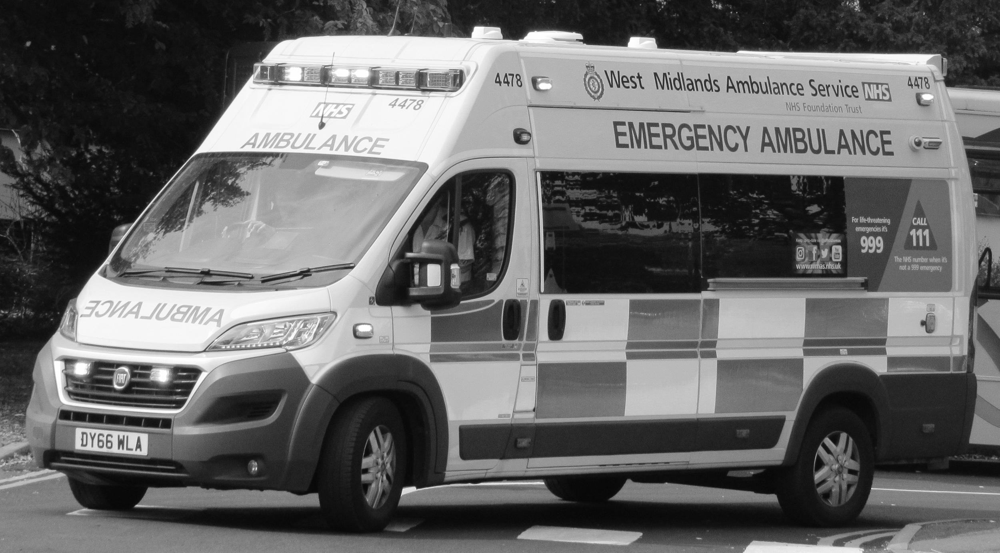 4478
NHS
AMBULANCE
AMBULANCE
FIAT
DY66 WLA
4478
West Midlands Ambulance Service NHS
NHS Foundation Trust
4478
EMERGENCY AMBULANCE
For life-threatening
emergencies it's
999
CALL
111
The NHS number when it's
not a 999 emergency
Keep up-to-date via @officialwmas
You
Tube
www.wmas.nhs.uk